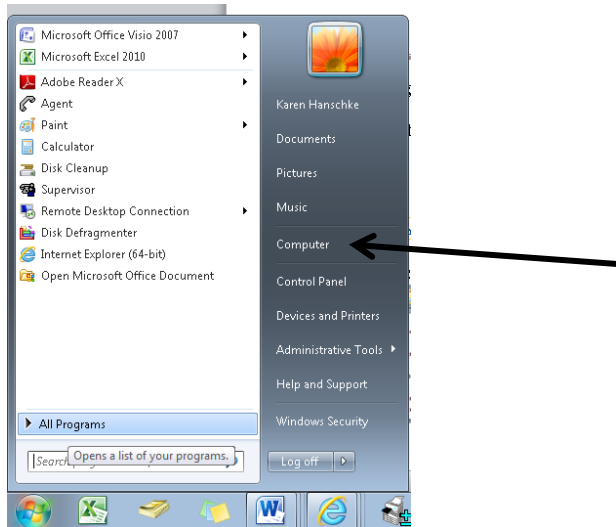 Microsoft Office Visio 2007
Microsoft Excel 2010
Adobe Reader X
Agent
Paint
Calculator
Disk Cleanup
Supervisor
Remote Desktop Connection
Disk Defragmenter
Internet Explorer (64-bit)
Open Microsoft Office Document
All Programs
Search
Opens a list of your programs.
Karen Hanschke
Documents
Pictures
Music
Computer
Control Panel
Devices and Printers
Administrative Tools
Help and Support
Windows Security
Log off